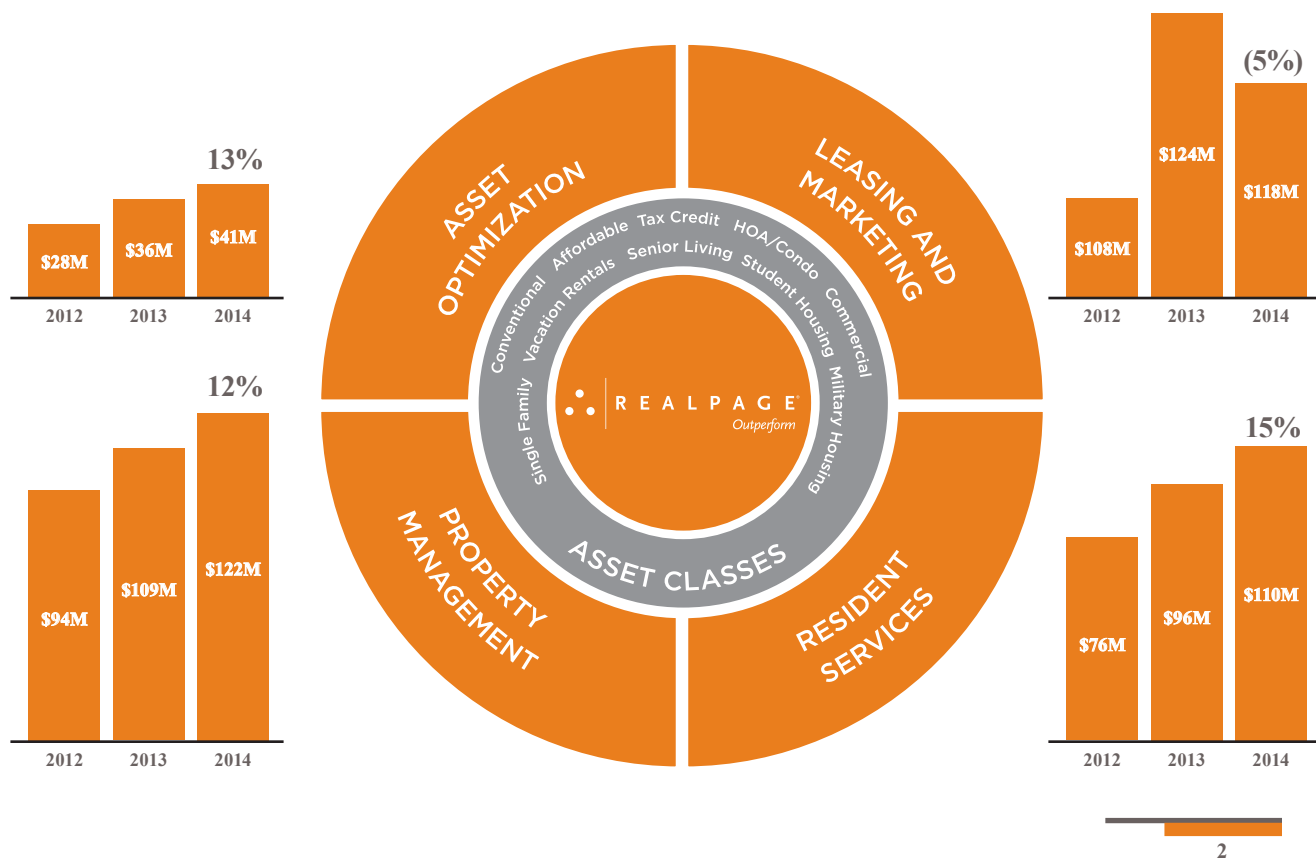 13%
$28M
$36M
$41M
2012
2013
2014
ASSET
OPTIMIZATION
LEASING AND
MARKETING
(5%)
$108M
$124M
$118M
2012
2013
2014
Conventional
Affordable
Tax Credit
HOA/Condo
Commercial
Single Family
Vacation Rentals
Senior Living
Student Housing
Military Housing
REALPAGE®
Outperform
ASSET CLASSES
12%
$94M
$109M
$122M
2012
2013
2014
PROPERTY
MANAGEMENT
RESIDENT
SERVICES
15%
$76M
$96M
$110M
2012
2013
2014
2